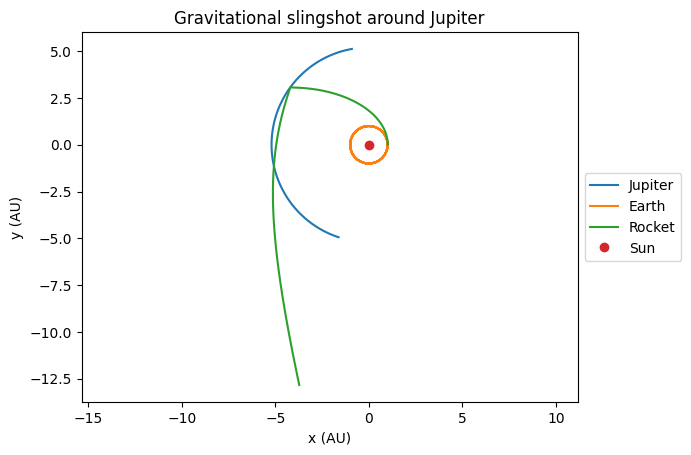 Gravitational slingshot around Jupiter
5.0
2.5
0.0
−2.5
−5.0
−7.5
−10.0
−12.5
y (AU)
−15
−10
−5
0
5
10
x (AU)
Jupiter
Earth
Rocket
Sun